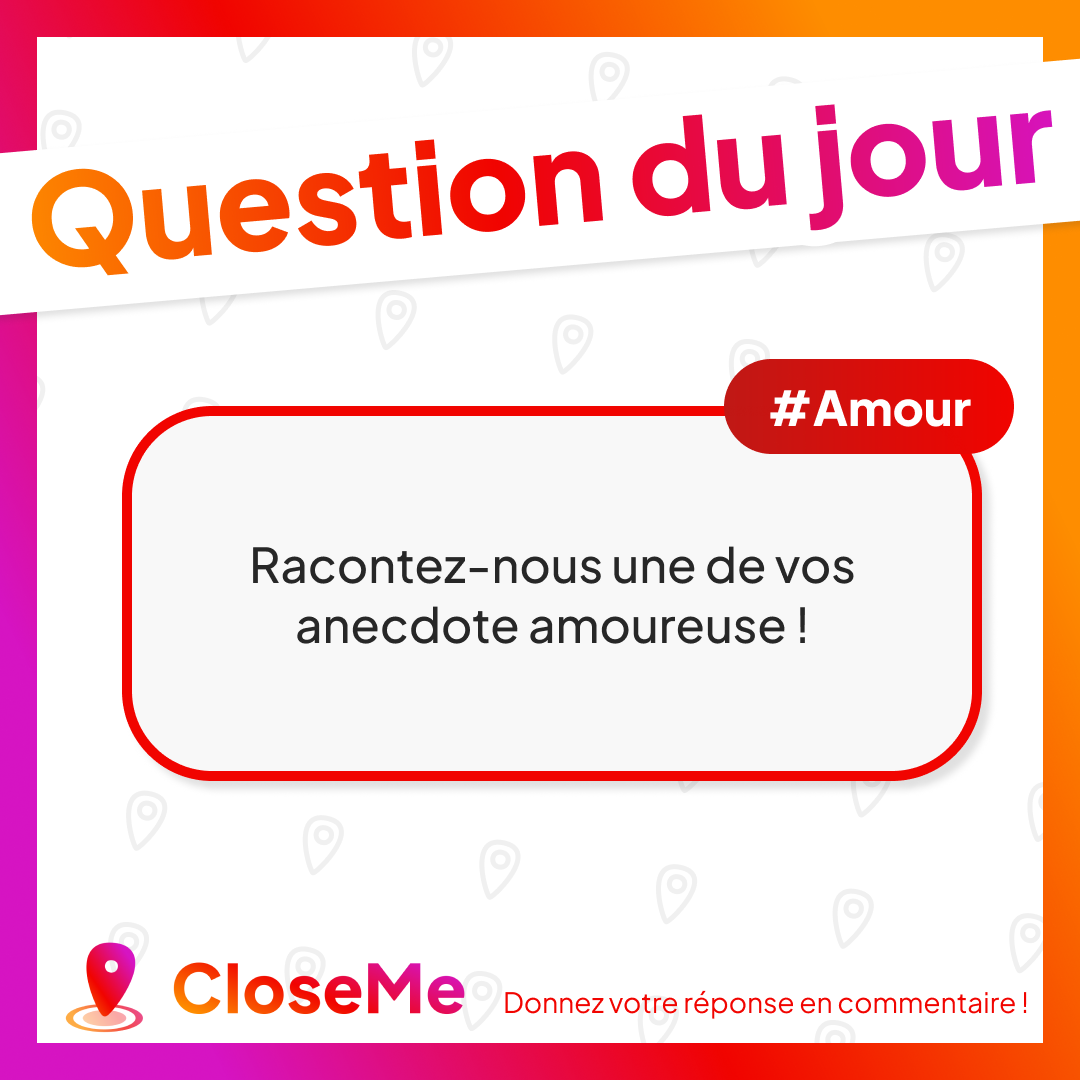 Question du jour
#Amour
Racontez-nous une de vos
anecdote amoureuse !
CloseMe
Donnez votre réponse en commentaire !